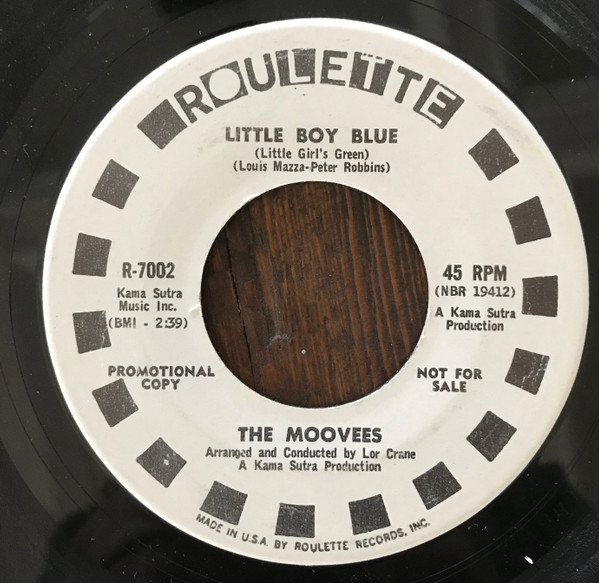 ROULETTE
LITTLE BOY BLUE
(Little Girl's Green)
(Louis Mazza-Peter Robbins)
R-7002
Kama Sutra
Music Inc.
(BMI - 2:39)
45 RPM
(NBR 19412)
A Kama Sutra
Production
PROMOTIONAL
COPY
NOT FOR
SALE
THE MOOVEES
Arranged and Conducted by Lor Crane
A Kama Sutra Production
MADE IN U.S.A. BY ROULETTE RECORDS, INC.